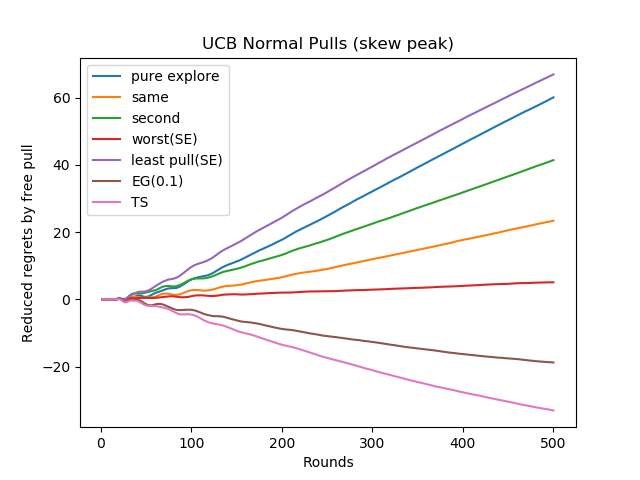 UCB Normal Pulls (skew peak)
pure explore
same
second
worst(SE)
least pull(SE)
EG(0.1)
TS
Reduced regrets by free pull
60
40
20
0
−20
0 100 200 300 400 500
Rounds